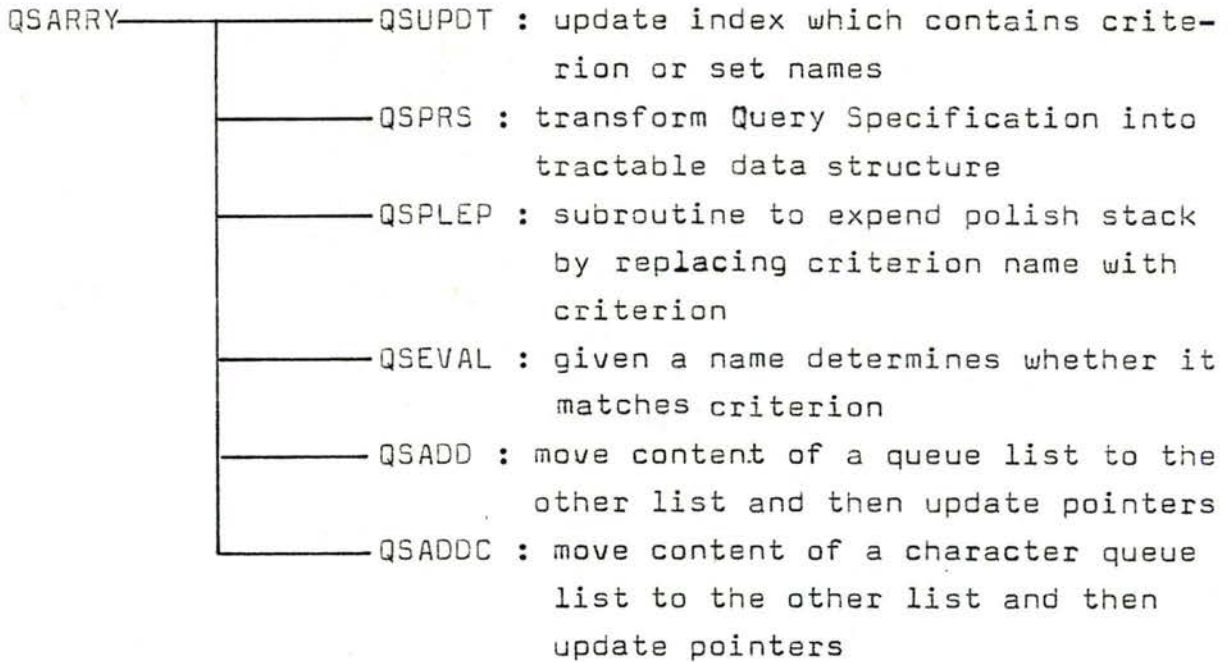 QSARRY QSUPDT : update index which contains crite-
rion or set names
QSPRS : transform Query Specification into
tractable data structure
QSPLEP : subroutine to expend polish stack
by replacing criterion name with
criterion
QSEVAL : given a name determines whether it
matches criterion
QSADD : move content of a queue list to the
other list and then update pointers
QSADDC : move content of a character queue
list to the other list and then
update pointers